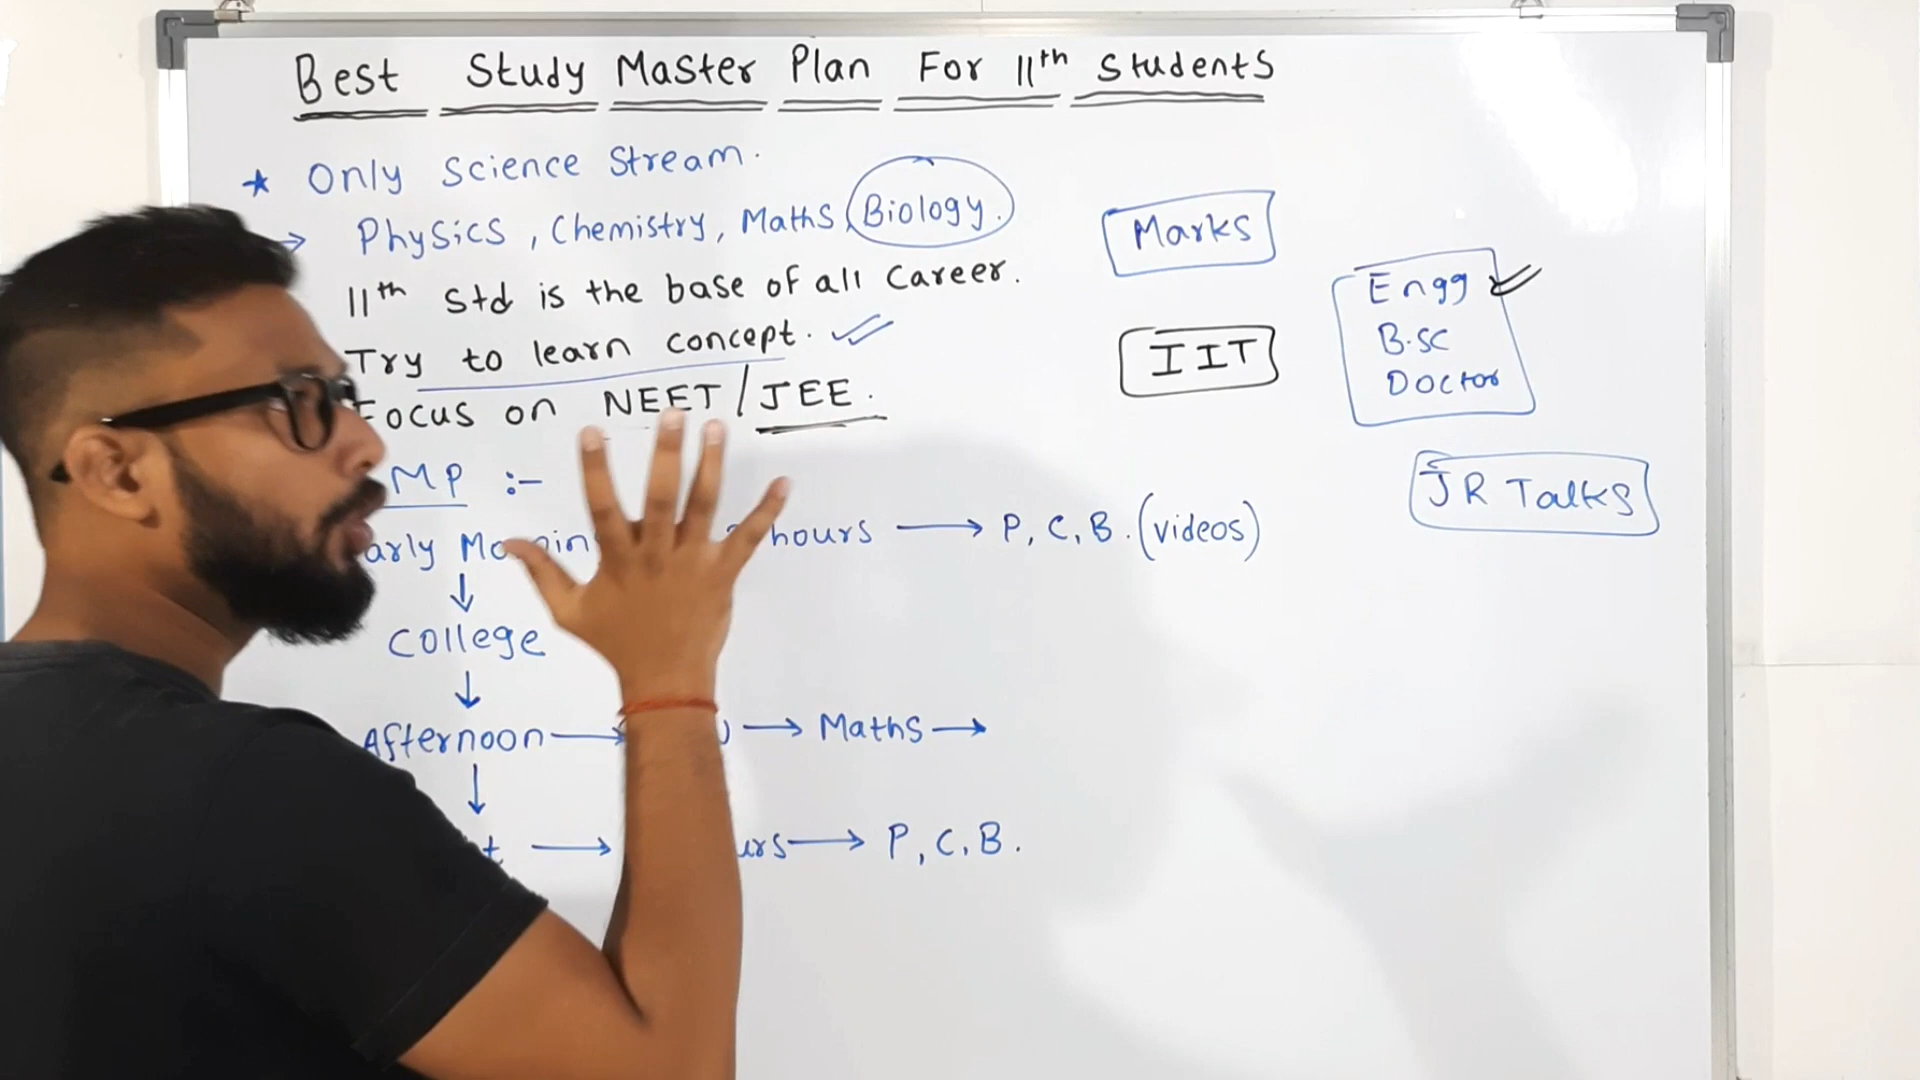 Best Study Master Plan For 11th Students
★ Only Science Stream.
→ Physics, Chemistry, Maths, Biology.
Marks
11th Std is the base of all Career.
Engg
B.Sc
Doctor
Try to learn concept.
IIT
Focus on NEET/JEE.
MP :-
JR Talks
hours → P, C, B. (videos)
↓
College
↓
Afternoon → → Maths →
↓
→ → P, C, B.